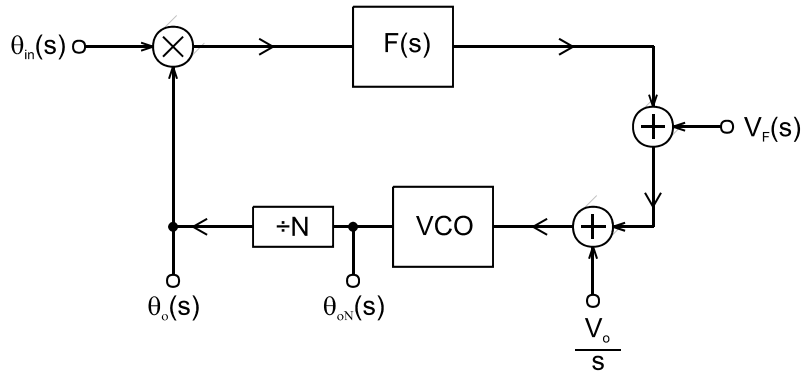 θin(s)
F(s)
VF(s)
÷N
VCO
θo(s)
θoN(s)
Vo
s